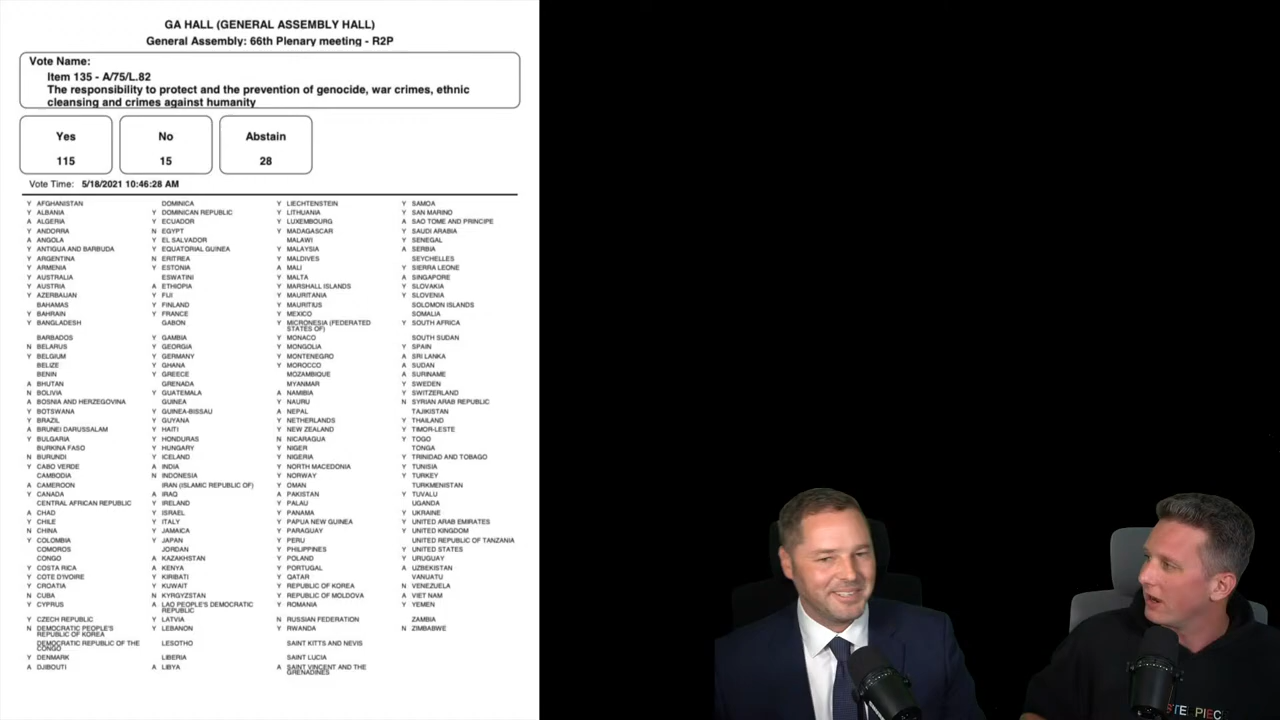 GA HALL (GENERAL ASSEMBLY HALL)
General Assembly: 66th Plenary meeting - R2P
Vote Name:
Item 135 - A/75/L.82
The responsibility to protect and the prevention of genocide, war crimes, ethnic
cleansing and crimes against humanity
Yes
115
No
15
Abstain
28
Vote Time: 5/18/2021 10:46:28 AM
Y AFGHANISTAN
Y ALBANIA
A ALGERIA
Y ANDORRA
A ANGOLA
Y ANTIGUA AND BARBUDA
Y ARGENTINA
Y ARMENIA
Y AUSTRALIA
Y AUSTRIA
Y AZERBAIJAN
BAHAMAS
Y BAHRAIN
Y BANGLADESH
BARBADOS
N BELARUS
Y BELGIUM
BELIZE
BENIN
A BHUTAN
N BOLIVIA
A BOSNIA AND HERZEGOVINA
Y BOTSWANA
Y BRAZIL
A BRUNEI DARUSSALAM
Y BULGARIA
BURKINA FASO
N BURUNDI
Y CABO VERDE
CAMBODIA
A CAMEROON
Y CANADA
CENTRAL AFRICAN REPUBLIC
A CHAD
Y CHILE
N CHINA
Y COLOMBIA
COMOROS
CONGO
Y COSTA RICA
Y COTE D'IVOIRE
Y CROATIA
N CUBA
Y CYPRUS
Y CZECH REPUBLIC
N DEMOCRATIC PEOPLE'S
REPUBLIC OF KOREA
DEMOCRATIC REPUBLIC OF THE
CONGO
Y DENMARK
A DJIBOUTI
DOMINICA
Y DOMINICAN REPUBLIC
Y ECUADOR
N EGYPT
Y EL SALVADOR
Y EQUATORIAL GUINEA
N ERITREA
Y ESTONIA
ESWATINI
A ETHIOPIA
Y FIJI
Y FINLAND
Y FRANCE
GABON
Y GAMBIA
Y GEORGIA
Y GERMANY
Y GHANA
Y GREECE
GRENADA
Y GUATEMALA
GUINEA
Y GUINEA-BISSAU
Y GUYANA
Y HAITI
Y HONDURAS
Y HUNGARY
Y ICELAND
A INDIA
N INDONESIA
IRAN (ISLAMIC REPUBLIC OF)
A IRAQ
Y IRELAND
Y ISRAEL
Y ITALY
Y JAMAICA
Y JAPAN
JORDAN
A KAZAKHSTAN
A KENYA
Y KIRIBATI
Y KUWAIT
N KYRGYZSTAN
A LAO PEOPLE'S DEMOCRATIC
REPUBLIC
Y LATVIA
Y LEBANON
LESOTHO
LIBERIA
A LIBYA
Y LIECHTENSTEIN
Y LITHUANIA
Y LUXEMBOURG
Y MADAGASCAR
MALAWI
Y MALAYSIA
Y MALDIVES
A MALI
Y MALTA
Y MARSHALL ISLANDS
Y MAURITANIA
Y MAURITIUS
Y MEXICO
Y MICRONESIA (FEDERATED
STATES OF)
Y MONACO
Y MONGOLIA
Y MONTENEGRO
Y MOROCCO
MOZAMBIQUE
MYANMAR
A NAMIBIA
Y NAURU
A NEPAL
Y NETHERLANDS
Y NEW ZEALAND
N NICARAGUA
Y NIGER
Y NIGERIA
Y NORTH MACEDONIA
Y NORWAY
Y OMAN
A PAKISTAN
Y PALAU
Y PANAMA
Y PAPUA NEW GUINEA
Y PARAGUAY
Y PERU
Y PHILIPPINES
Y POLAND
Y PORTUGAL
Y QATAR
Y REPUBLIC OF KOREA
Y REPUBLIC OF MOLDOVA
Y ROMANIA
N RUSSIAN FEDERATION
Y RWANDA
SAINT KITTS AND NEVIS
SAINT LUCIA
A SAINT VINCENT AND THE
GRENADINES
Y SAMOA
Y SAN MARINO
A SAO TOME AND PRINCIPE
Y SAUDI ARABIA
Y SENEGAL
A SERBIA
SEYCHELLES
Y SIERRA LEONE
A SINGAPORE
Y SLOVAKIA
Y SLOVENIA
SOLOMON ISLANDS
SOMALIA
Y SOUTH AFRICA
SOUTH SUDAN
Y SPAIN
A SRI LANKA
A SUDAN
A SURINAME
Y SWEDEN
Y SWITZERLAND
N SYRIAN ARAB REPUBLIC
TAJIKISTAN
Y THAILAND
Y TIMOR-LESTE
Y TOGO
TONGA
Y TRINIDAD AND TOBAGO
Y TUNISIA
Y TURKEY
TURKMENISTAN
Y TUVALU
UGANDA
Y UKRAINE
Y UNITED ARAB EMIRATES
Y UNITED KINGDOM
UNITED REPUBLIC OF TANZANIA
Y UNITED STATES
Y URUGUAY
A UZBEKISTAN
VANUATU
N VENEZUELA
A VIET NAM
Y YEMEN
ZAMBIA
N ZIMBABWE